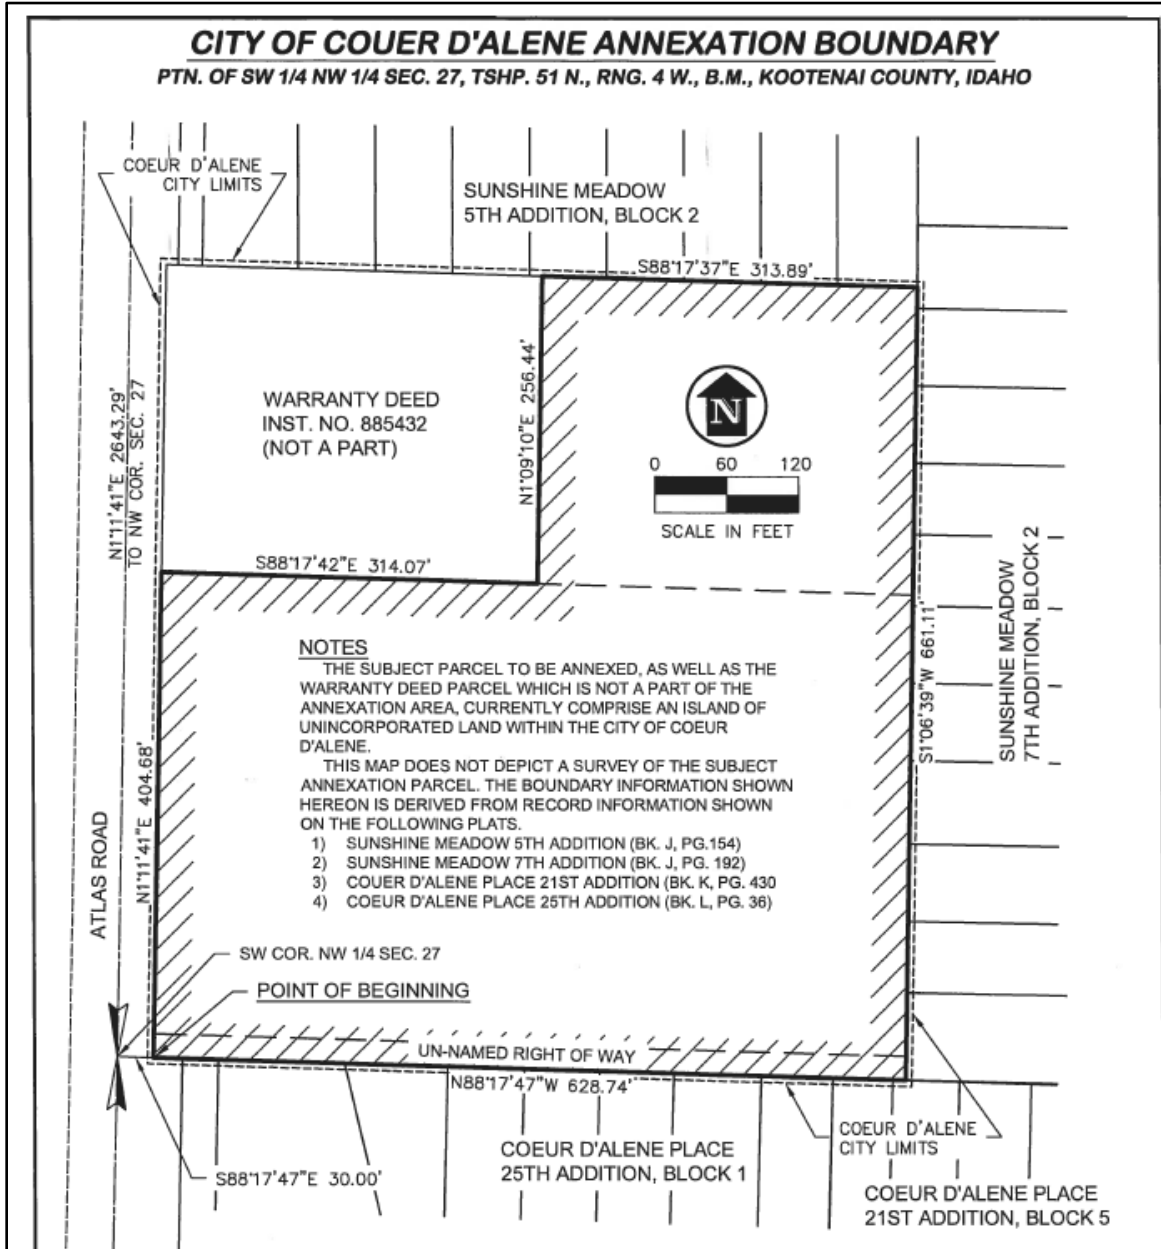 CITY OF COUER D'ALENE ANNEXATION BOUNDARY
PTN. OF SW 1/4 NW 1/4 SEC. 27, TSHP. 51 N., RNG. 4 W., B.M., KOOTENAI COUNTY, IDAHO
COEUR D'ALENE
CITY LIMITS
SUNSHINE MEADOW
5TH ADDITION, BLOCK 2
S88°17'37"E 313.89'
WARRANTY DEED
INST. NO. 885432
(NOT A PART)
N1°09'10"E 256.44'
N
0 60 120
SCALE IN FEET
N1°11'41"E 2643.29'
TO NW COR. SEC. 27
S88°17'42"E 314.07'
SUNSHINE MEADOW
7TH ADDITION, BLOCK 2
S1°06'39"W 661.11'
NOTES
THE SUBJECT PARCEL TO BE ANNEXED, AS WELL AS THE
WARRANTY DEED PARCEL WHICH IS NOT A PART OF THE
ANNEXATION AREA, CURRENTLY COMPRISE AN ISLAND OF
UNINCORPORATED LAND WITHIN THE CITY OF COEUR
D'ALENE.
THIS MAP DOES NOT DEPICT A SURVEY OF THE SUBJECT
ANNEXATION PARCEL. THE BOUNDARY INFORMATION SHOWN
HEREON IS DERIVED FROM RECORD INFORMATION SHOWN
ON THE FOLLOWING PLATS.
1) SUNSHINE MEADOW 5TH ADDITION (BK. J, PG.154)
2) SUNSHINE MEADOW 7TH ADDITION (BK. J, PG. 192)
3) COUER D'ALENE PLACE 21ST ADDITION (BK. K, PG. 430
4) COEUR D'ALENE PLACE 25TH ADDITION (BK. L, PG. 36)
N1°11'41"E 404.68'
ATLAS ROAD
SW COR. NW 1/4 SEC. 27
POINT OF BEGINNING
UN-NAMED RIGHT OF WAY
N88°17'47"W 628.74'
COEUR D'ALENE
CITY LIMITS
COEUR D'ALENE PLACE
25TH ADDITION, BLOCK 1
S88°17'47"E 30.00'
COEUR D'ALENE PLACE
21ST ADDITION, BLOCK 5